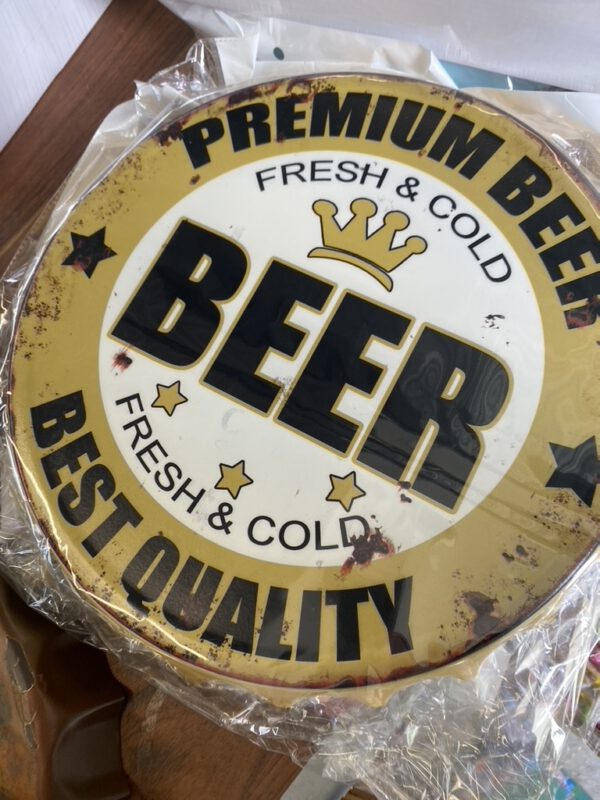 PREMIUM BEER
FRESH & COLD
BEER
FRESH & COLD
BEST QUALITY